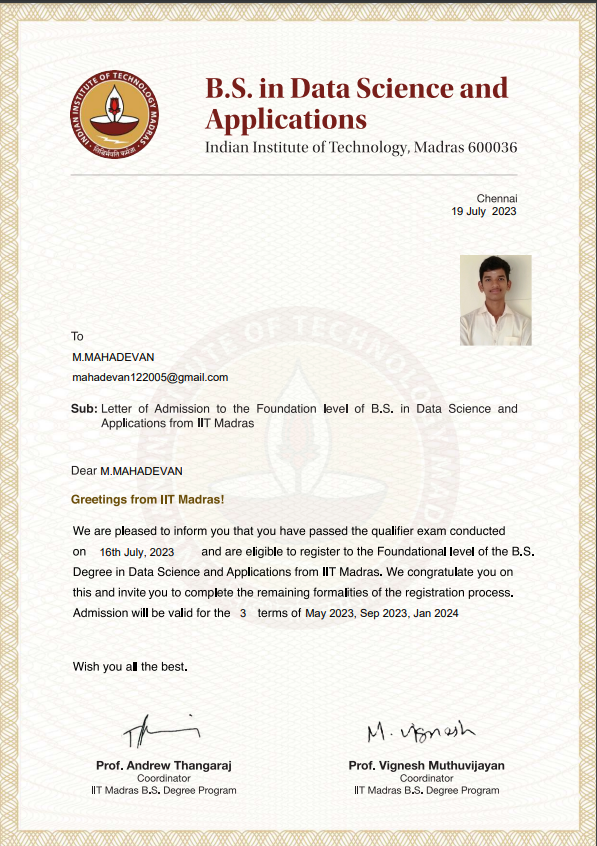 INDIAN INSTITUTE OF TECHNOLOGY MADRAS
सिद्धिर्भवति कर्मजा
B.S. in Data Science and
Applications
Indian Institute of Technology, Madras 600036
Chennai
19 July 2023
To
M.MAHADEVAN
mahadevan122005@gmail.com
Sub: Letter of Admission to the Foundation level of B.S. in Data Science and
Applications from IIT Madras
Dear M.MAHADEVAN
Greetings from IIT Madras!
We are pleased to inform you that you have passed the qualifier exam conducted
on 16th July, 2023 and are eligible to register to the Foundational level of the B.S.
Degree in Data Science and Applications from IIT Madras. We congratulate you on
this and invite you to complete the remaining formalities of the registration process.
Admission will be valid for the 3 terms of May 2023, Sep 2023, Jan 2024
Wish you all the best.
M. Vignesh
Prof. Andrew Thangaraj
Coordinator
IIT Madras B.S. Degree Program
Prof. Vignesh Muthuvijayan
Coordinator
IIT Madras B.S. Degree Program